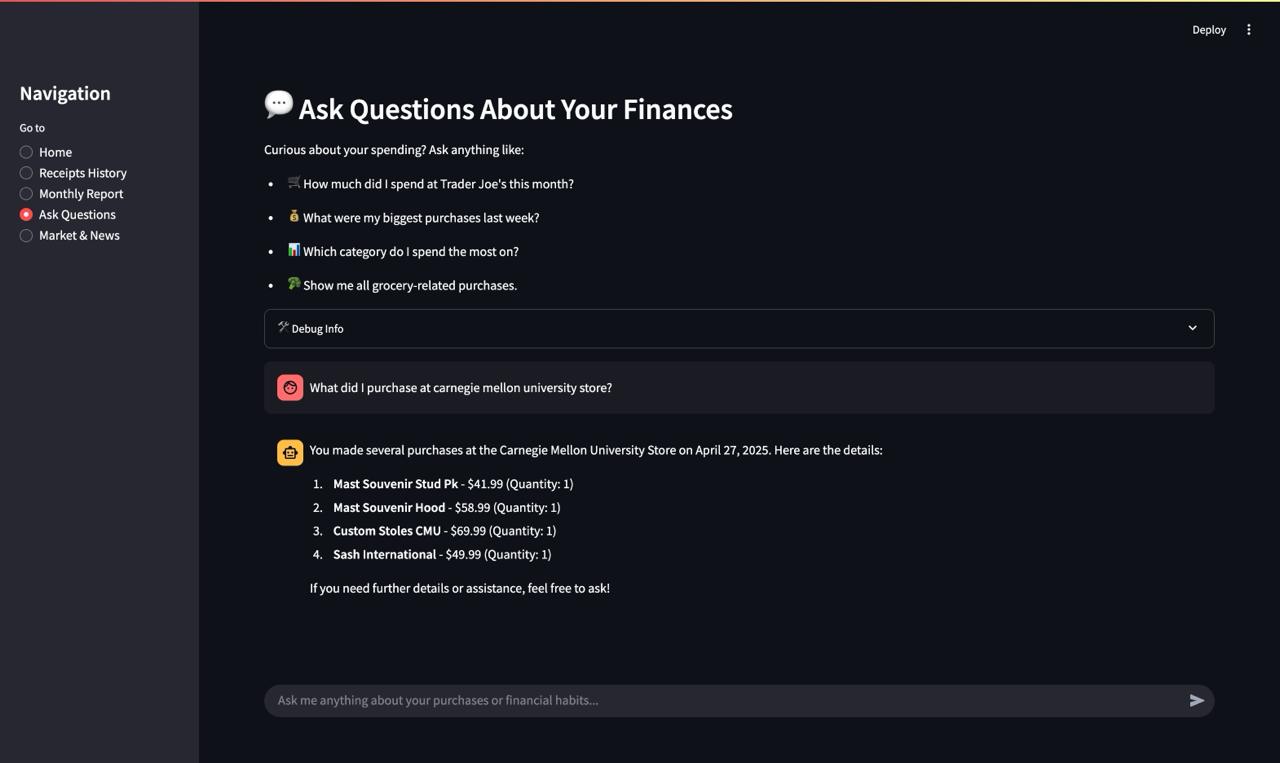 Deploy
Navigation
Go to
Home
Receipts History
Monthly Report
Ask Questions
Market & News
Ask Questions About Your Finances
Curious about your spending? Ask anything like:
How much did I spend at Trader Joe's this month?
What were my biggest purchases last week?
Which category do I spend the most on?
Show me all grocery-related purchases.
Debug Info
What did I purchase at carnegie mellon university store?
You made several purchases at the Carnegie Mellon University Store on April 27, 2025. Here are the details:
1. Mast Souvenir Stud Pk - $41.99 (Quantity: 1)
2. Mast Souvenir Hood - $58.99 (Quantity: 1)
3. Custom Stoles CMU - $69.99 (Quantity: 1)
4. Sash International - $49.99 (Quantity: 1)
If you need further details or assistance, feel free to ask!
Ask me anything about your purchases or financial habits...